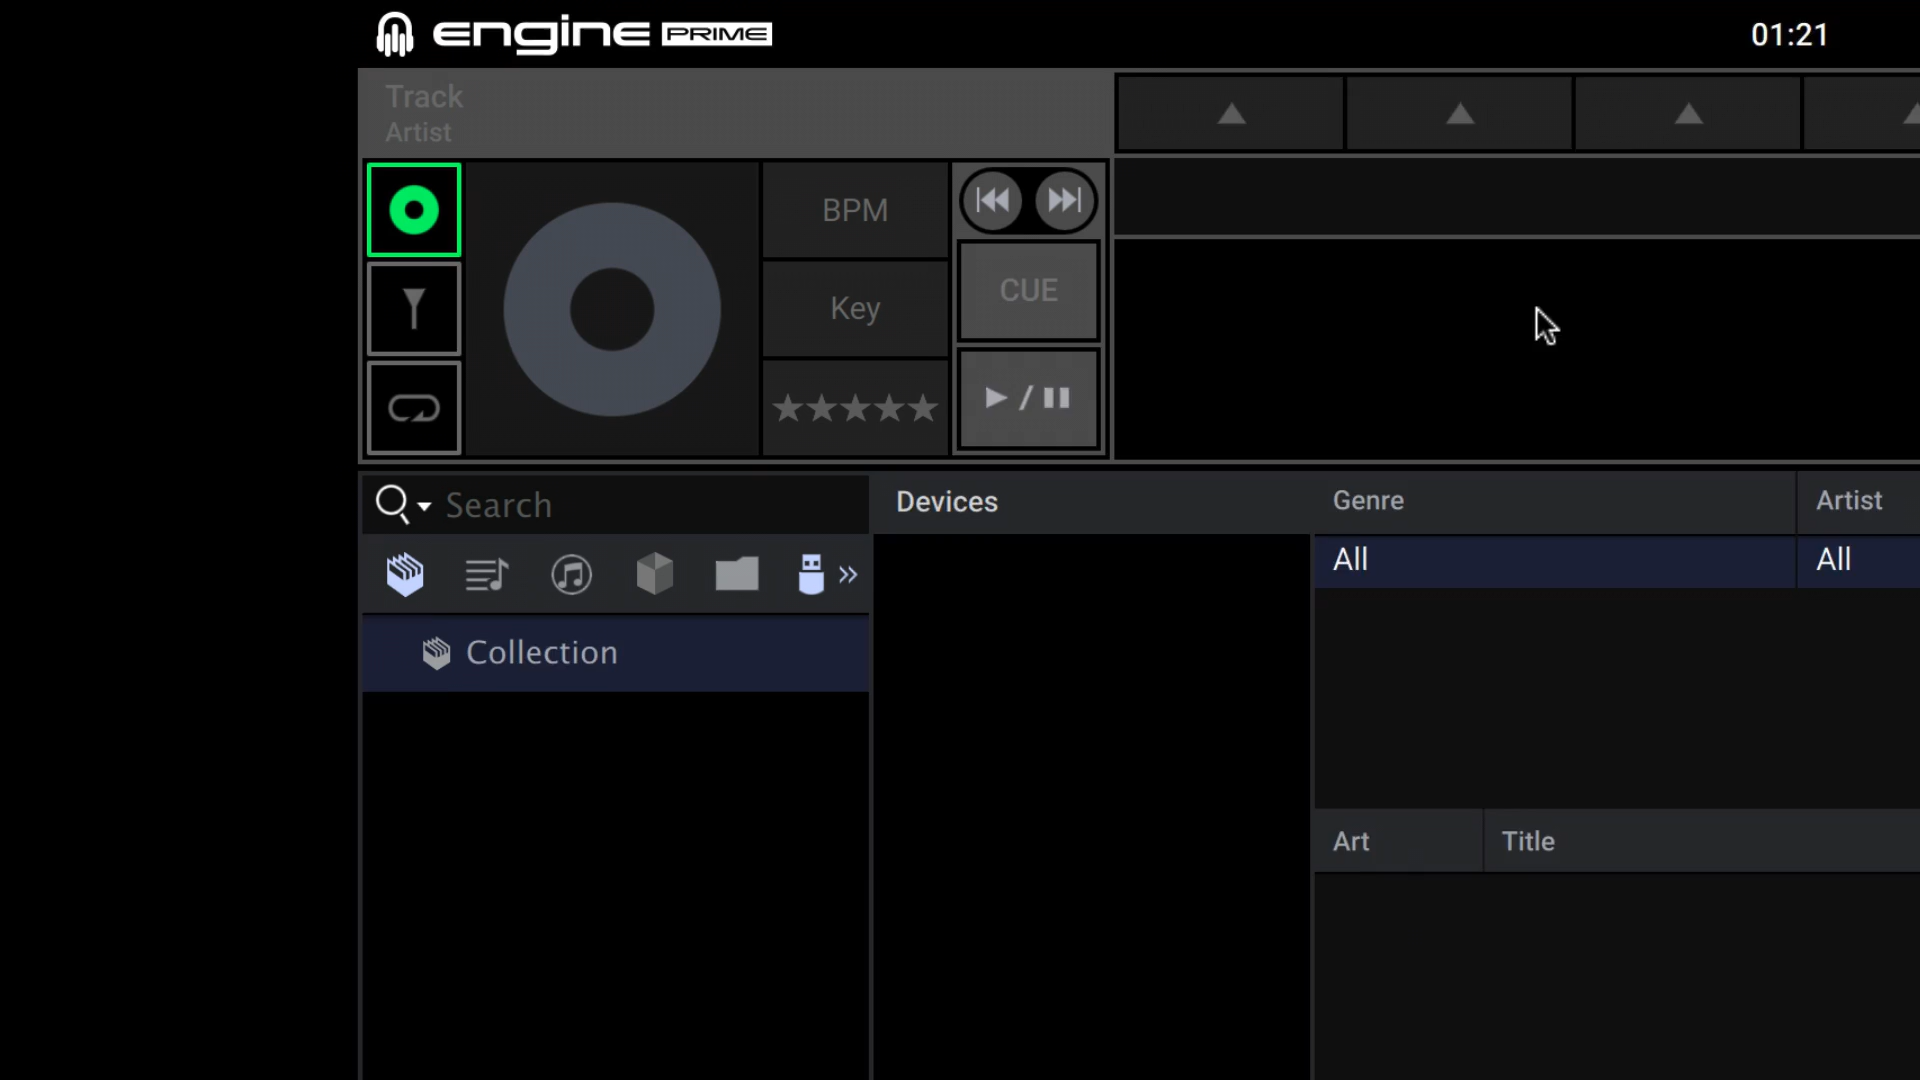 engine PRIME
01:21
Track
Artist
BPM
Key
CUE
Search
Devices
Genre
Artist
All
All
Collection
Art
Title